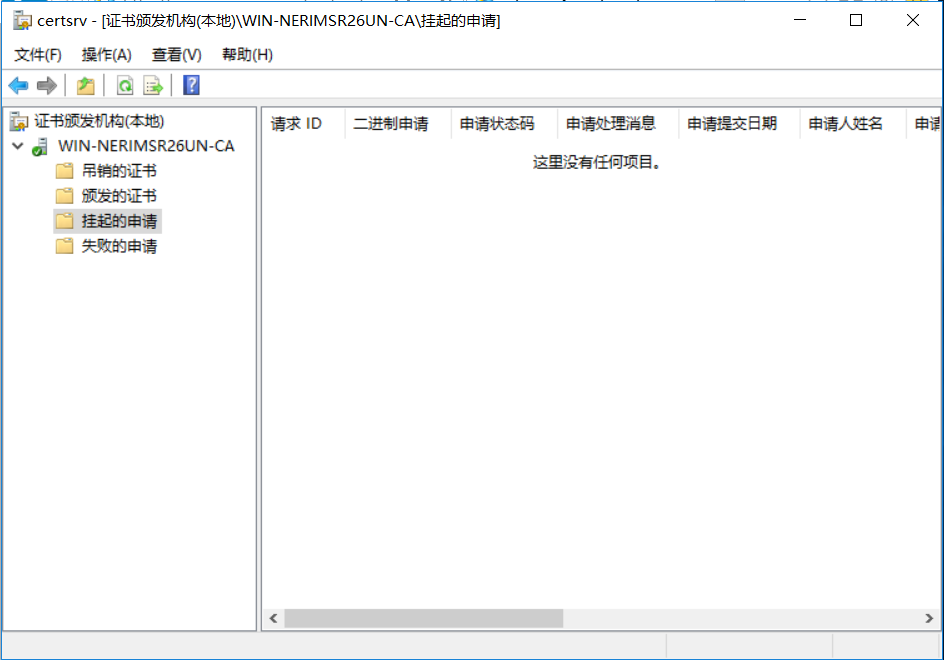 certsrv - [证书颁发机构(本地)\WIN-NERIMSR26UN-CA\挂起的申请]
文件(F) 操作(A) 查看(V) 帮助(H)
证书颁发机构(本地)
WIN-NERIMSR26UN-CA
吊销的证书
颁发的证书
挂起的申请
失败的申请
请求 ID 二进制申请 申请状态码 申请处理消息 申请提交日期 申请人姓名 申请
这里没有任何项目。